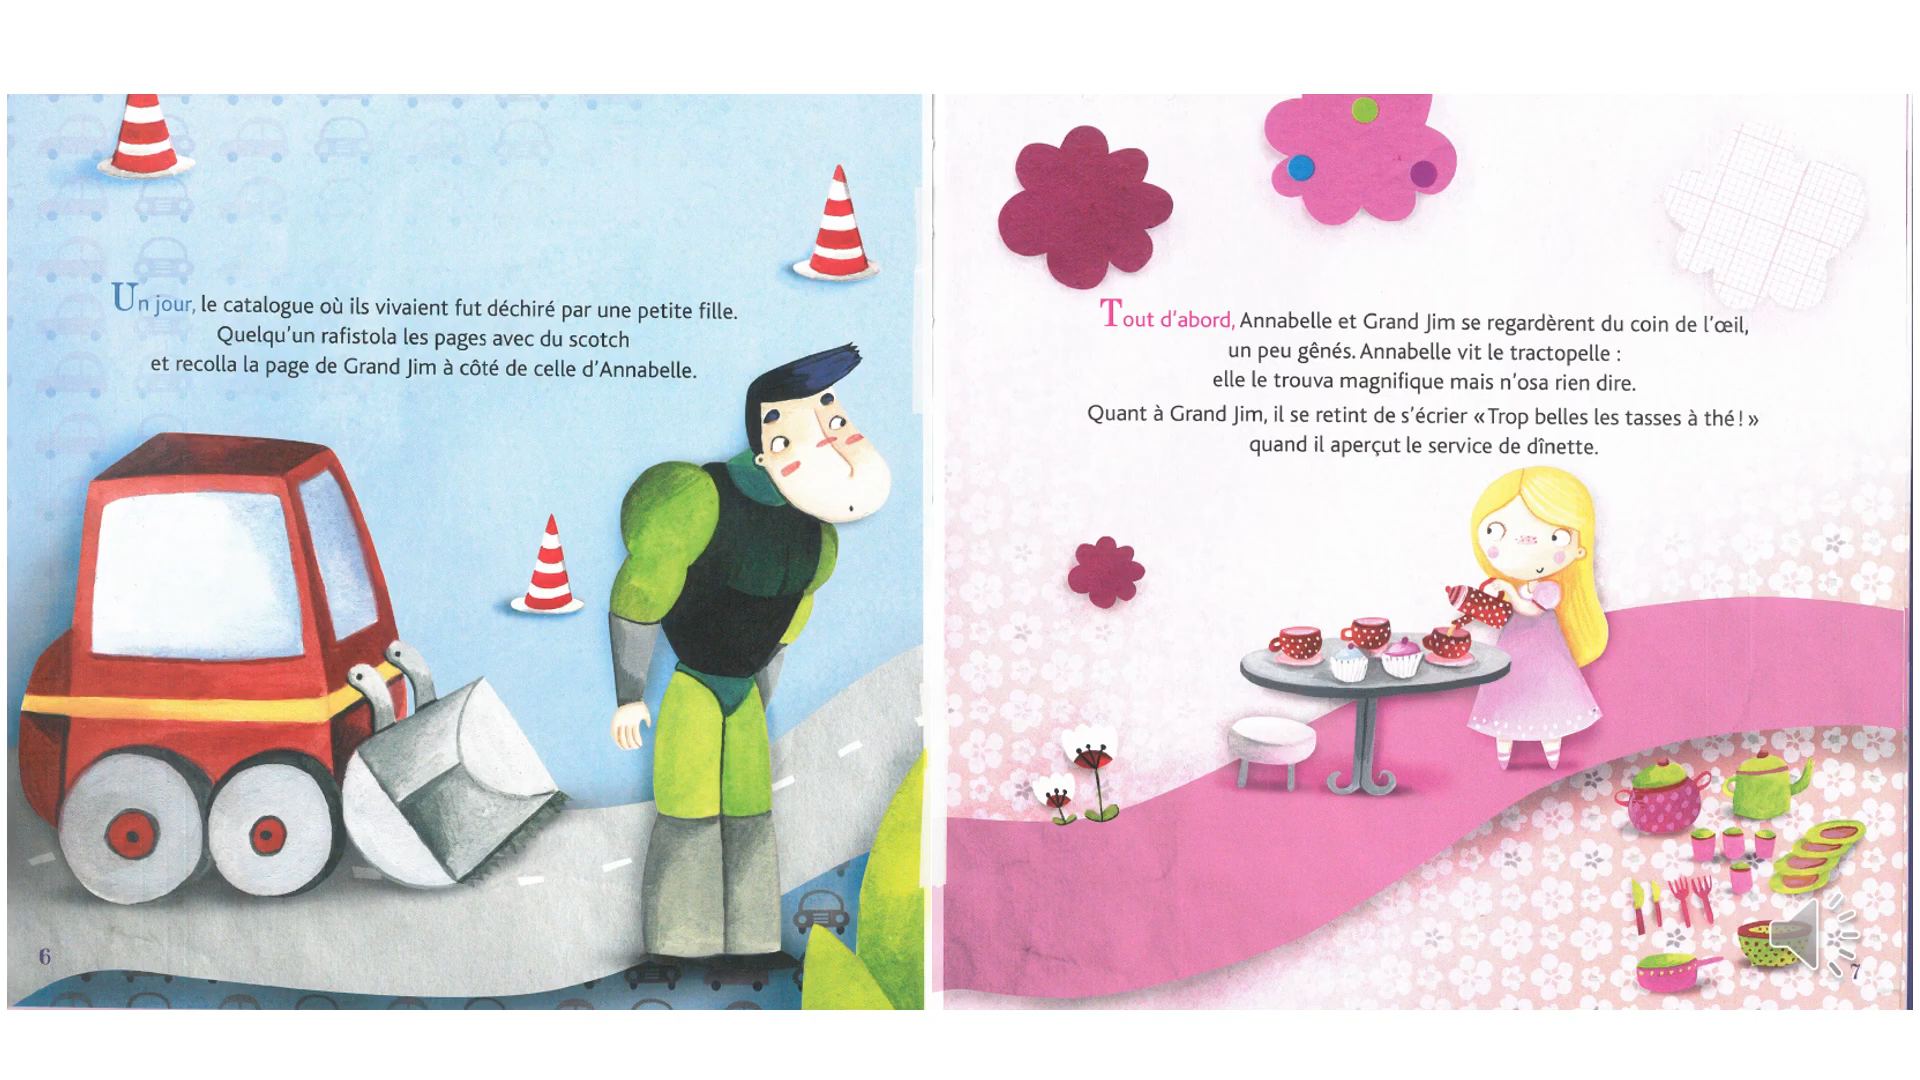 Un jour, le catalogue où ils vivaient fut déchiré par une petite fille.
Quelqu'un rafistola les pages avec du scotch
et recolla la page de Grand Jim à côté de celle d'Annabelle.
6
Tout d'abord, Annabelle et Grand Jim se regardèrent du coin de l'œil,
un peu gênés. Annabelle vit le tractopelle :
elle le trouva magnifique mais n'osa rien dire.
Quant à Grand Jim, il se retint de s'écrier « Trop belles les tasses à thé ! »
quand il aperçut le service de dînette.
7